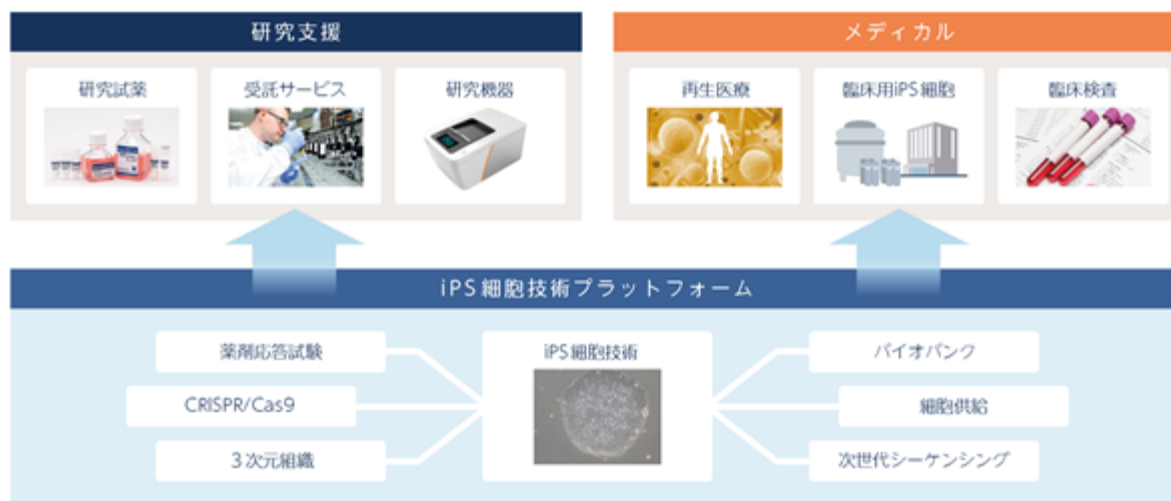 研究支援
メディカル
研究試薬
受託サービス
研究機器
再生医療
臨床用iPS細胞
臨床検査
iPS細胞技術プラットフォーム
薬剤応答試験
iPS細胞技術
バイオバンク
CRISPR/Cas9
細胞供給
3次元組織
次世代シーケンシング